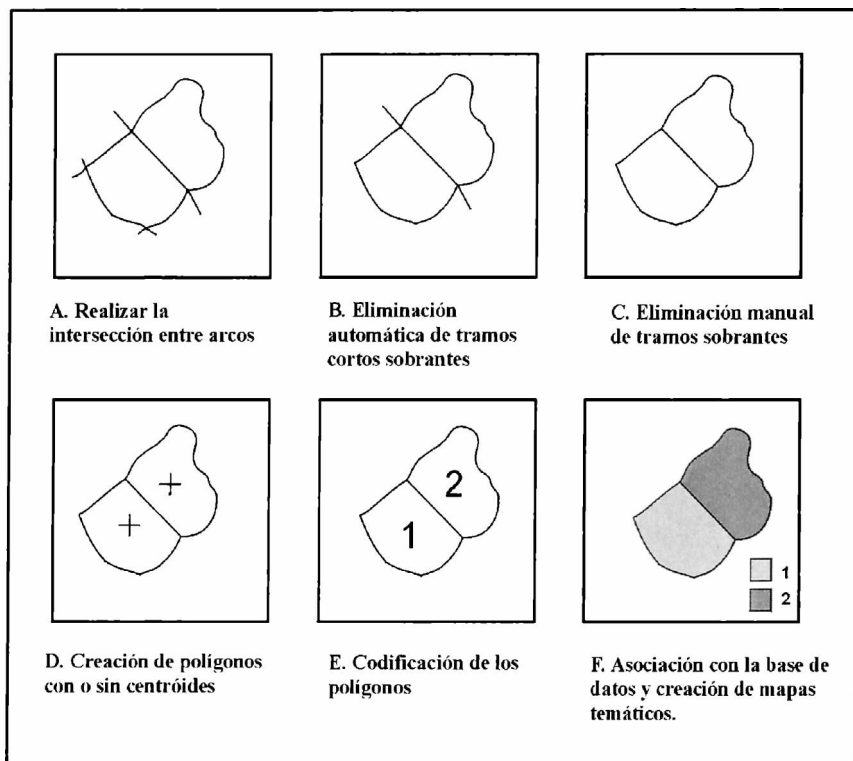 A. Realizar la
intersección entre arcos
B. Eliminación
automática de tramos
cortos sobrantes
C. Eliminación manual
de tramos sobrantes
2
1
1
2
D. Creación de polígonos
con o sin centróides
E. Codificación de los
polígonos
F. Asociación con la base de
datos y creación de mapas
temáticos.